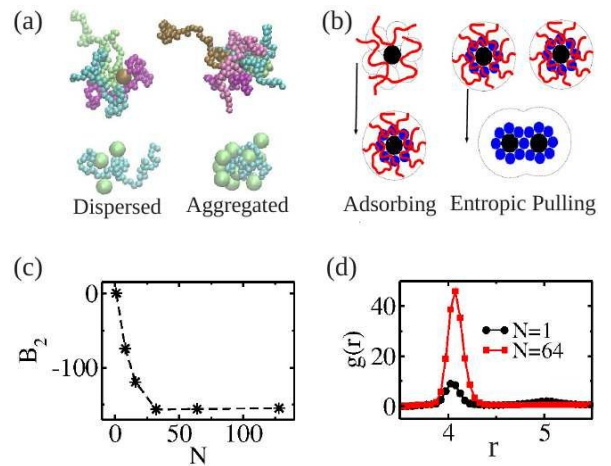 (a)
Dispersed Aggregated
(b)
Adsorbing Entropic Pulling
(c)
B2
0
-100
0 50 100
N
(d)
g(r)
40
20
0
N=1
N=64
4 5
r